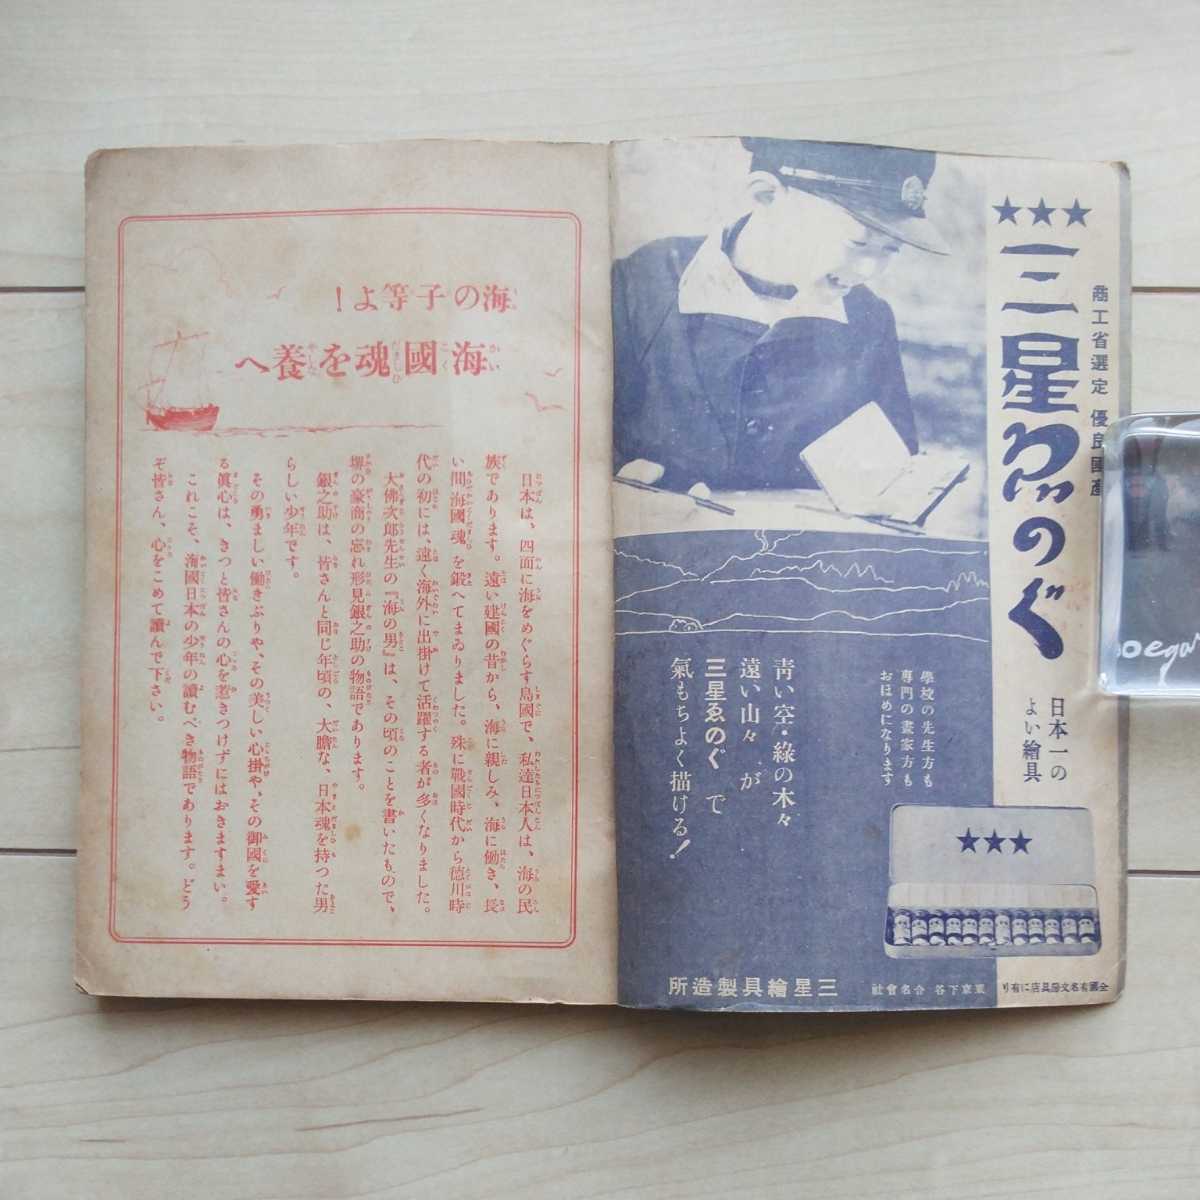 商工省選定 優良國產
★★★
三星ゑのぐ
日本一の
よい繪具
學校の先生方も
專門の畫家方も
おほめになります
靑い空・綠の木々
遠い山々 が
三星ゑのぐ で
氣もちよく描ける!
★★★
り有に店具房文名有國全
社會名合 谷下京東
所造製具繪星三
!よ等子の海
へ養を魂國海
日本は、四面に海をめぐらす島國で、私達日本人は、海の民
族であります。遠い建國の昔から、海に親しみ、海に働き、長
い間海國魂を鍛へてまゐりました。殊に戰國時代から德川時
代の初には、遠く海外に出掛けて活躍する者が多くなりました。
大佛次郎先生の『海の男』は、その頃のことを書いたもので、
堺の豪商の忘れ形見銀之助の物語であります。
銀之助は、皆さんと同じ年頃の、大膽な、日本魂を持つた男
らしい少年です。
その勇ましい働きぶりや、その美しい心掛や、その御國を愛す
る眞心は、きつと皆さんの心を惹きつけずにはおきますまい。
これこそ、海國日本の少年の讀むべき物語であります。どう
ぞ皆さん、心をこめて讀んで下さい。